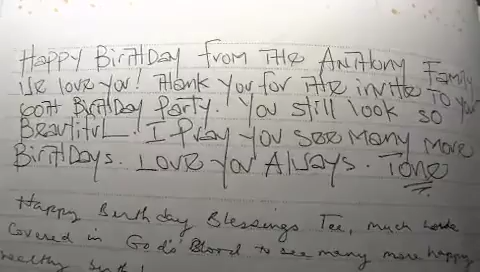 Happy Birthday From The Anthony Family
We love you! Thank you for the invite To your
60th Birthday Party. You still look so
Beautiful. I Pray you see many more
Birthdays. Love you Always. Tone
Happy Birthday Blessings Tee, much
Covered in God's Blood to see many more happy
healthy